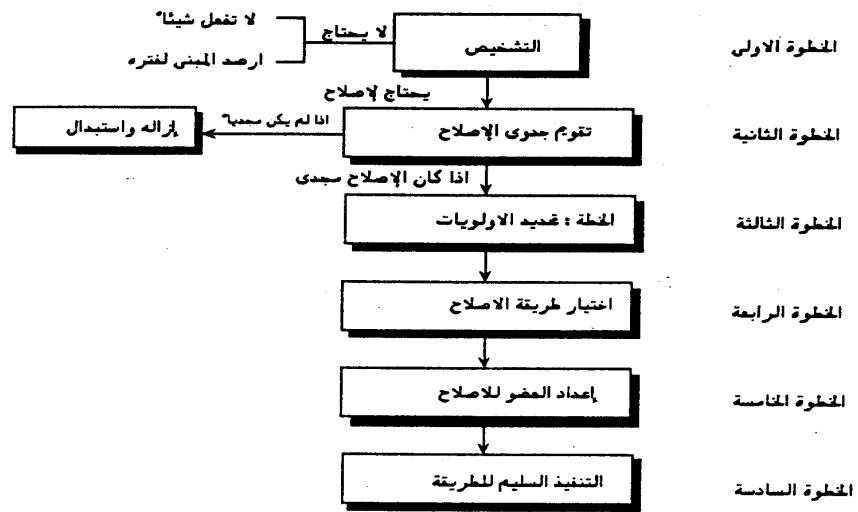 الخطوة الاولى
التشخيص
لا يحتاج
لا تفعل شيئاً
ارصد المبنى لفتره
يحتاج لإصلاح
الخطوة الثانية
تقويم جدوى الإصلاح
اذا لم يكن مجدياً
إزاله واستبدال
اذا كان الإصلاح مجدى
الخطوة الثالثة
الخطة : تحديد الاولويات
الخطوة الرابعة
اختيار طريقة الاصلاح
الخطوة الخامسة
إعداد العضو للاصلاح
الخطوة السادسة
التنفيذ السليم للطريقة